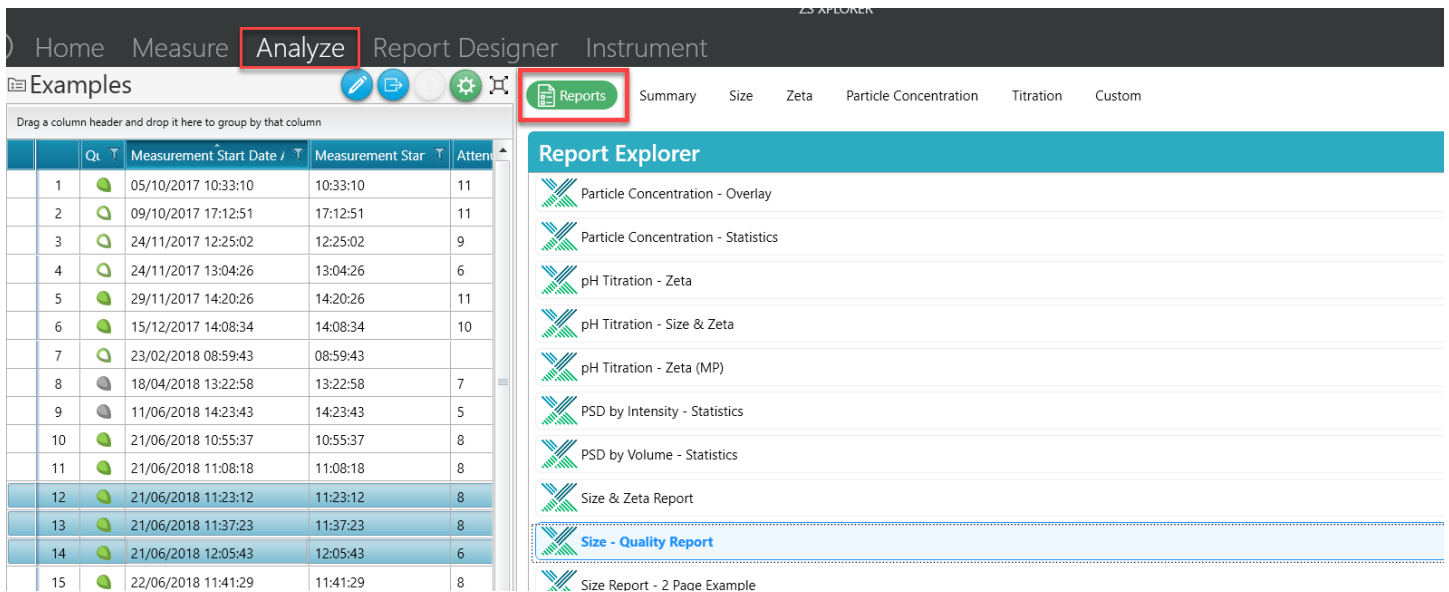 ZS XPLORER
Home Measure Analyze Report Designer Instrument
Examples
Drag a column header and drop it here to group by that column
Qu Measurement Start Date / Measurement Star Attenu
1 05/10/2017 10:33:10 10:33:10 11
2 09/10/2017 17:12:51 17:12:51 11
3 24/11/2017 12:25:02 12:25:02 9
4 24/11/2017 13:04:26 13:04:26 6
5 29/11/2017 14:20:26 14:20:26 11
6 15/12/2017 14:08:34 14:08:34 10
7 23/02/2018 08:59:43 08:59:43
8 18/04/2018 13:22:58 13:22:58 7
9 11/06/2018 14:23:43 14:23:43 5
10 21/06/2018 10:55:37 10:55:37 8
11 21/06/2018 11:08:18 11:08:18 8
12 21/06/2018 11:23:12 11:23:12 8
13 21/06/2018 11:37:23 11:37:23 8
14 21/06/2018 12:05:43 12:05:43 6
15 22/06/2018 11:41:29 11:41:29 8
Reports Summary Size Zeta Particle Concentration Titration Custom
Report Explorer
Particle Concentration - Overlay
Particle Concentration - Statistics
pH Titration - Zeta
pH Titration - Size & Zeta
pH Titration - Zeta (MP)
PSD by Intensity - Statistics
PSD by Volume - Statistics
Size & Zeta Report
Size - Quality Report
Size Report - 2 Page Example